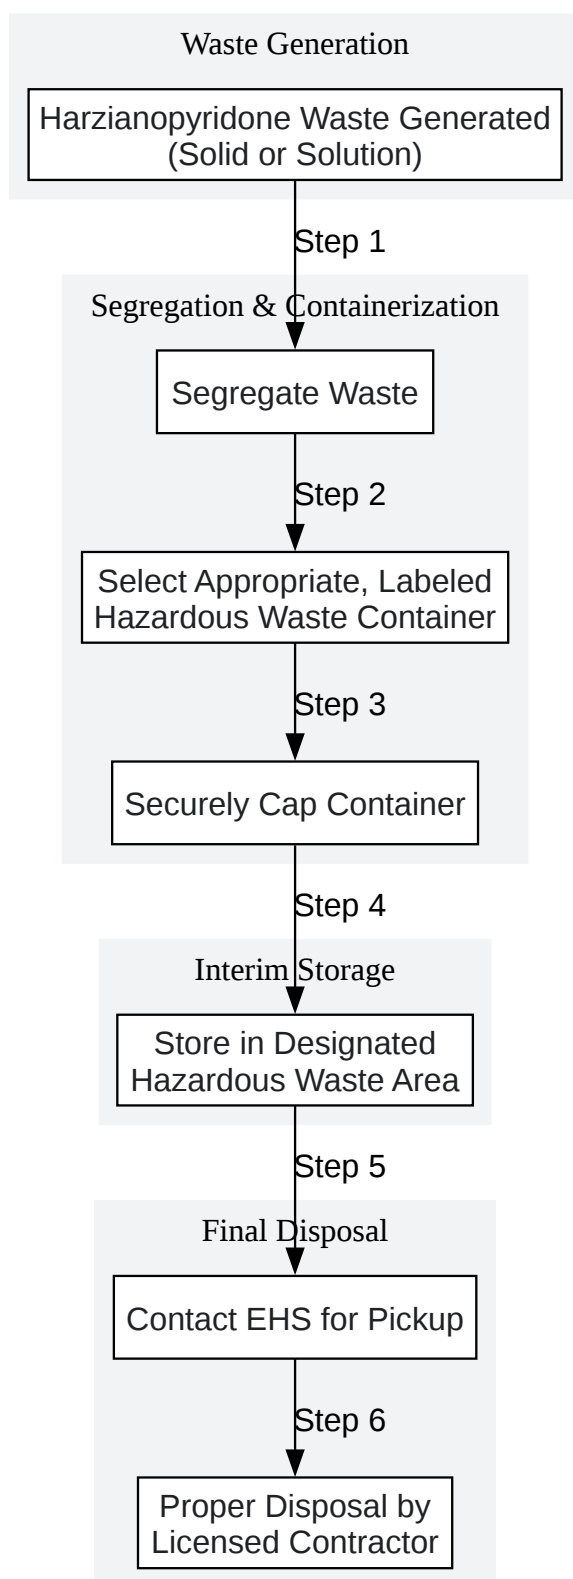 Waste Generation
Harzianopyridone Waste Generated
(Solid or Solution)
Step 1
Segregation & Containerization
Segregate Waste
Step 2
Select Appropriate, Labeled
Hazardous Waste Container
Step 3
Securely Cap Container
Step 4
Interim Storage
Store in Designated
Hazardous Waste Area
Step 5
Final Disposal
Contact EHS for Pickup
Step 6
Proper Disposal by
Licensed Contractor